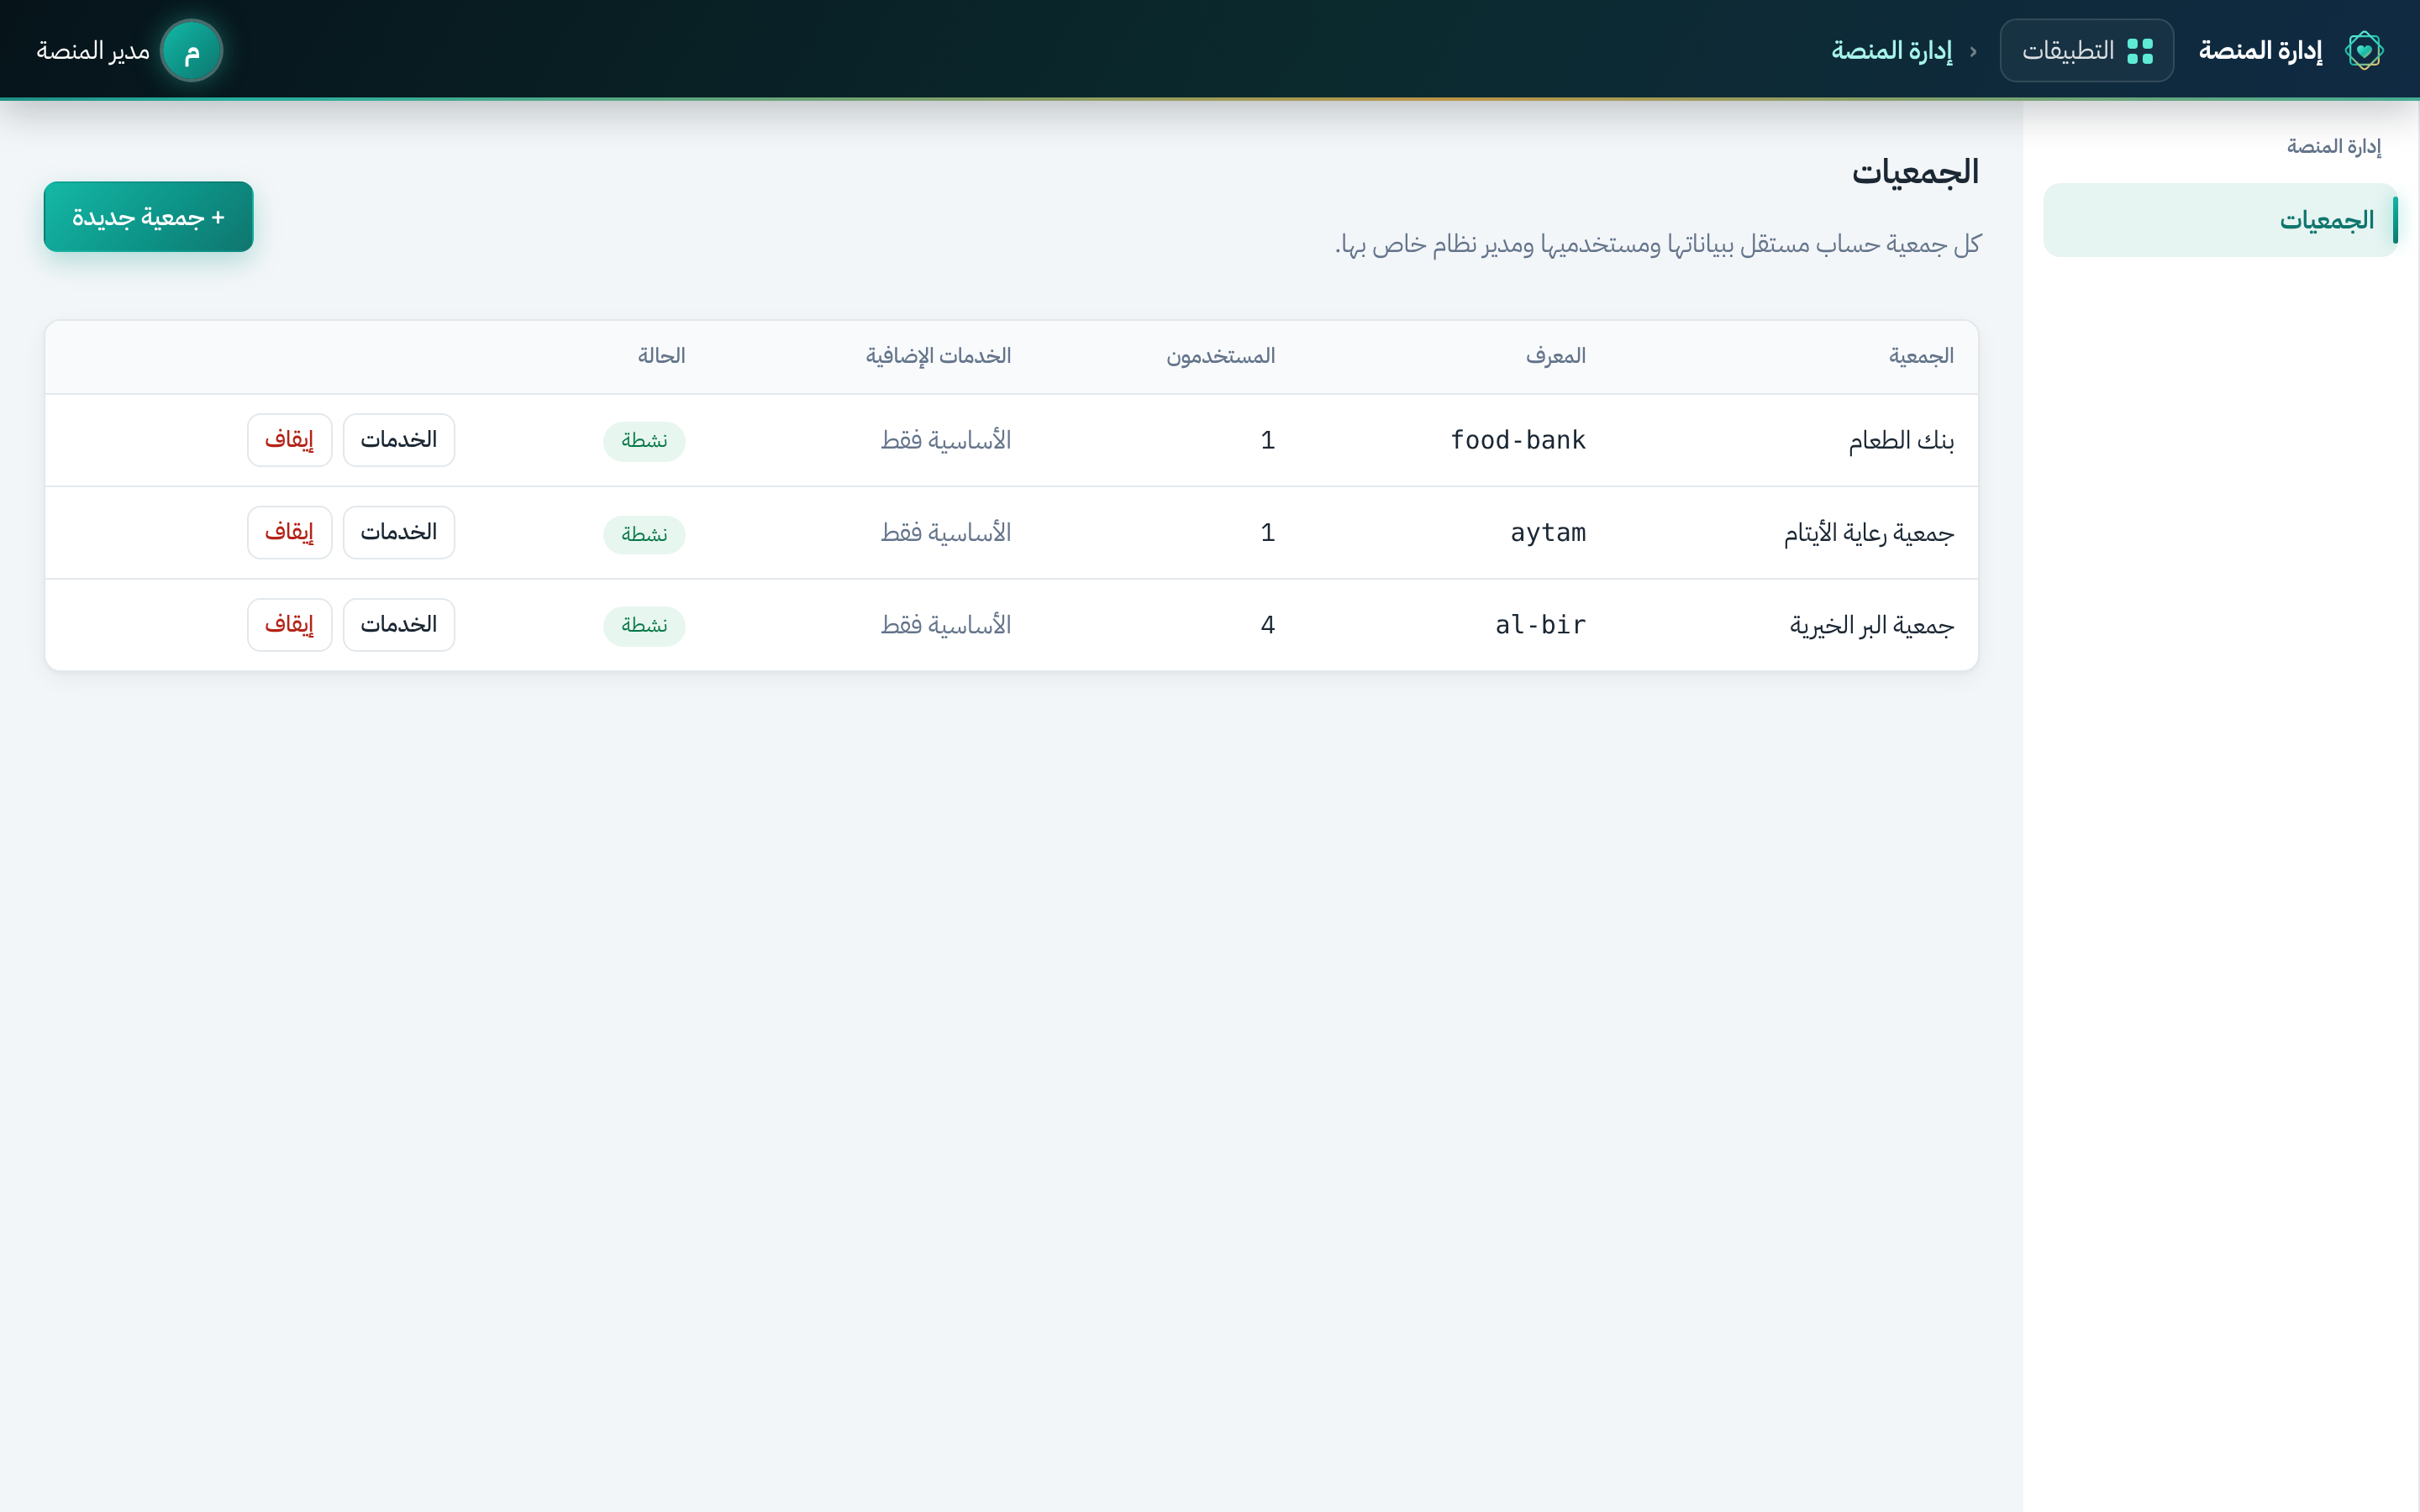 إدارة المنصة التطبيقات › إدارة المنصة م مدير المنصة
إدارة المنصة
الجمعيات
الجمعيات
كل جمعية حساب مستقل ببياناتها ومستخدميها ومدير نظام خاص بها.
+ جمعية جديدة
الجمعية المعرف المستخدمون الخدمات الإضافية الحالة
بنك الطعام food-bank 1 الأساسية فقط نشطة الخدمات إيقاف
جمعية رعاية الأيتام aytam 1 الأساسية فقط نشطة الخدمات إيقاف
جمعية البر الخيرية al-bir 4 الأساسية فقط نشطة الخدمات إيقاف